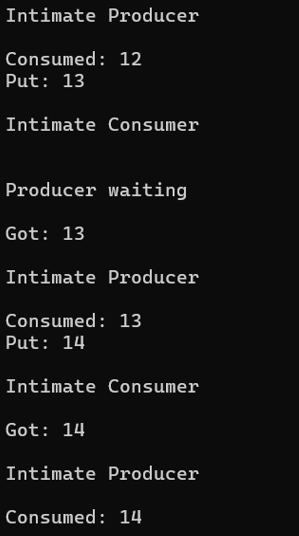 Intimate Producer
Consumed: 12
Put: 13
Intimate Consumer
Producer waiting
Got: 13
Intimate Producer
Consumed: 13
Put: 14
Intimate Consumer
Got: 14
Intimate Producer
Consumed: 14